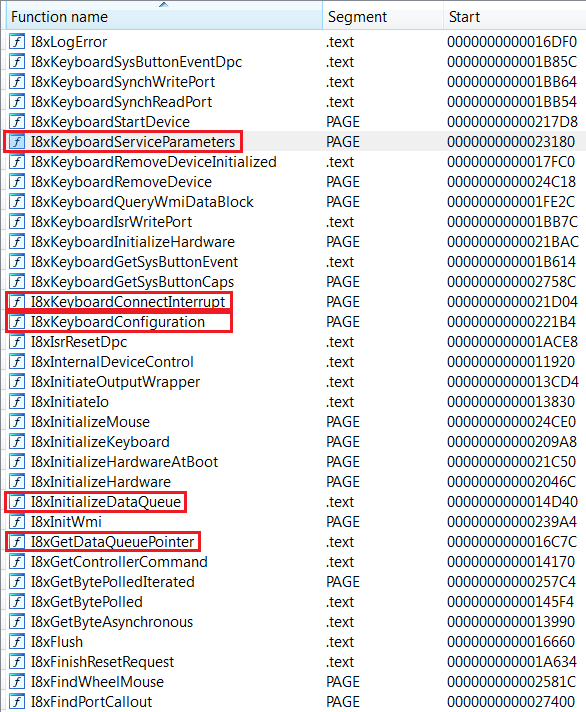 Function name Segment Start
f I8xLogError .text 0000000000016DF0
f I8xKeyboardSysButtonEventDpc .text 000000000001B85C
f I8xKeyboardSynchWritePort .text 000000000001BB64
f I8xKeyboardSynchReadPort .text 000000000001BB54
f I8xKeyboardStartDevice PAGE 00000000000217D8
f I8xKeyboardServiceParameters PAGE 0000000000023180
f I8xKeyboardRemoveDeviceInitialized .text 0000000000017FC0
f I8xKeyboardRemoveDevice PAGE 0000000000024C18
f I8xKeyboardQueryWmiDataBlock PAGE 000000000001FE2C
f I8xKeyboardIsrWritePort .text 000000000001BB7C
f I8xKeyboardInitializeHardware PAGE 0000000000021BAC
f I8xKeyboardGetSysButtonEvent .text 000000000001B614
f I8xKeyboardGetSysButtonCaps PAGE 000000000002758C
f I8xKeyboardConnectInterrupt PAGE 0000000000021D04
f I8xKeyboardConfiguration PAGE 00000000000221B4
f I8xIsrResetDpc .text 000000000001ACE8
f I8xInternalDeviceControl .text 0000000000011920
f I8xInitiateOutputWrapper .text 0000000000013CD4
f I8xInitiateIo .text 0000000000013830
f I8xInitializeMouse PAGE 0000000000024CE0
f I8xInitializeKeyboard PAGE 00000000000209A8
f I8xInitializeHardwareAtBoot PAGE 0000000000021C50
f I8xInitializeHardware PAGE 000000000002046C
f I8xInitializeDataQueue .text 0000000000014D40
f I8xInitWmi PAGE 00000000000239A4
f I8xGetDataQueuePointer .text 0000000000016C7C
f I8xGetControllerCommand .text 0000000000014170
f I8xGetBytePolledIterated PAGE 00000000000257C4
f I8xGetBytePolled .text 00000000000145F4
f I8xGetByteAsynchronous .text 0000000000013990
f I8xFlush .text 0000000000016660
f I8xFinishResetRequest .text 000000000001A634
f I8xFindWheelMouse PAGE 000000000002581C
f I8xFindPortCallout PAGE 0000000000027400